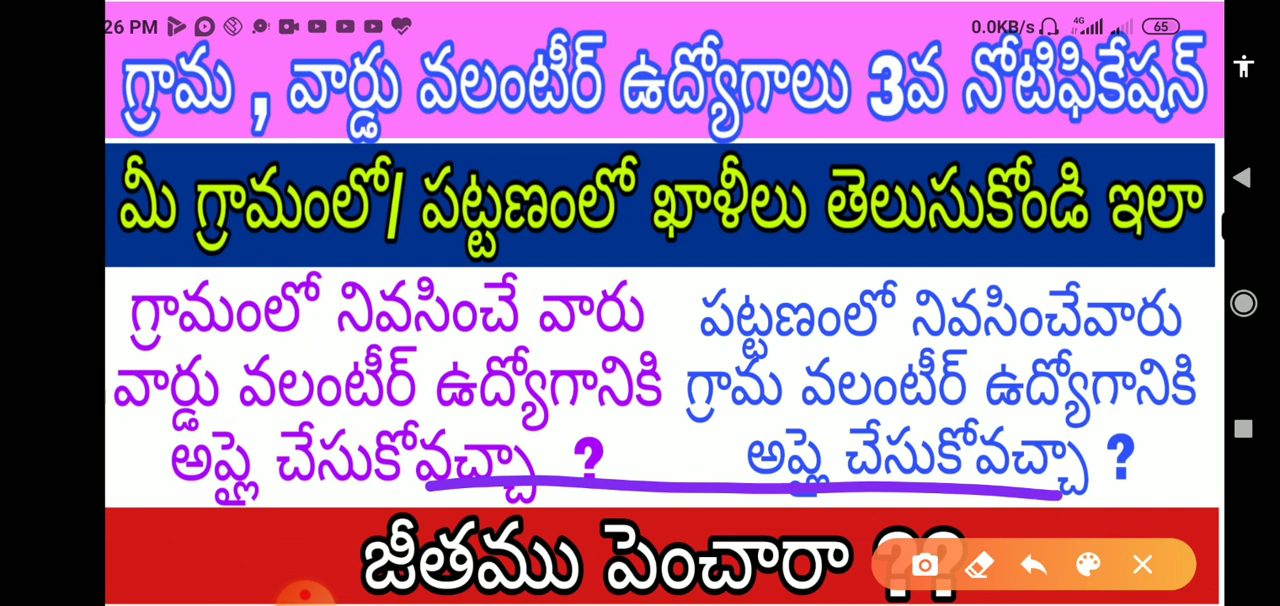 26 PM 0.0KB/s 4G 65
గ్రామ , వార్డు వలంటీర్ ఉద్యోగాలు 3వ నోటిఫికేషన్
మీ గ్రామంలో/ పట్టణంలో ఖాళీలు తెలుసుకోండి ఇలా
గ్రామంలో నివసించే వారు
వార్డు వలంటీర్ ఉద్యోగానికి
అప్లై చేసుకోవచ్చా ?
పట్టణంలో నివసించేవారు
గ్రామ వలంటీర్ ఉద్యోగానికి
అప్లై చేసుకోవచ్చా ?
జీతము పెంచారా ??